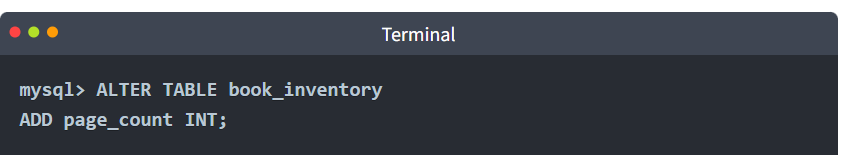 Terminal
mysql> ALTER TABLE book_inventory
ADD page_count INT;